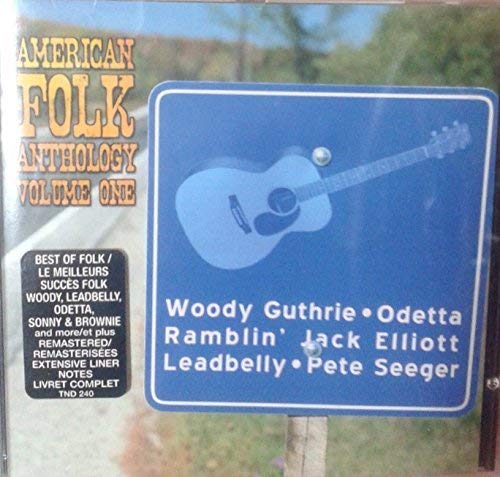 AMERICAN
FOLK
ANTHOLOGY
VOLUME ONE
Woody Guthrie • Odetta
Ramblin' Jack Elliott
Leadbelly • Pete Seeger
BEST OF FOLK/
LE MEILLEURS
SUCCÈS FOLK
WOODY, LEADBELLY,
ODETTA,
SONNY & BROWNIE
and more/et plus
REMASTERED/
REMASTERISÉES
EXTENSIVE LINER
NOTES
LIVRET COMPLET
TND 240